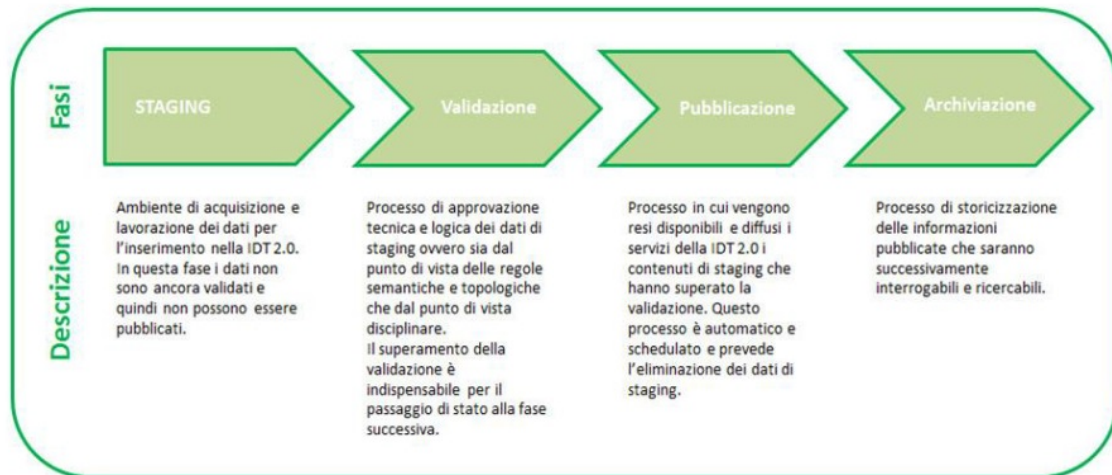 Fasi
STAGING
Validazione
Pubblicazione
Archiviazione
Descrizione
Ambiente di acquisizione e
lavorazione dei dati per
l'inserimento nella IDT 2.0.
In questa fase i dati non
sono ancora validati e
quindi non possono essere
pubblicati.
Processo di approvazione
tecnica e logica dei dati di
staging ovvero sia dal
punto di vista delle regole
semantiche e topologiche
che dal punto di vista
disciplinare.
Il superamento della
validazione è
indispensabile per il
passaggio di stato alla fase
successiva.
Processo in cui vengono
resi disponibili e diffusi i
servizi della IDT 2.0 i
contenuti di staging che
hanno superato la
validazione. Questo
processo è automatico e
schedulato e prevede
l'eliminazione dei dati di
staging.
Processo di storicizzazione
delle informazioni
pubblicate che saranno
successivamente
interrogabili e ricercabili.